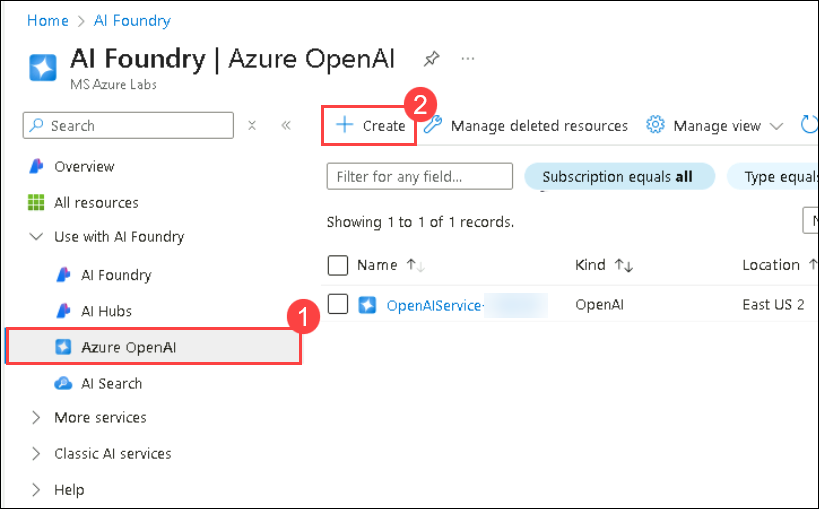 Home > AI Foundry
AI Foundry | Azure OpenAI ...
MS Azure Labs
2
Search
+ Create
Manage deleted resources
Manage view
Overview
Filter for any field...
Subscription equals all
Type equals
All resources
Showing 1 to 1 of 1 records.
Use with AI Foundry
Name ↑↓
Kind ↑↓
Location ↑
AI Foundry
OpenAIService-
OpenAI
East US 2
AI Hubs
1
Azure OpenAI
AI Search
More services
Classic AI services
Help